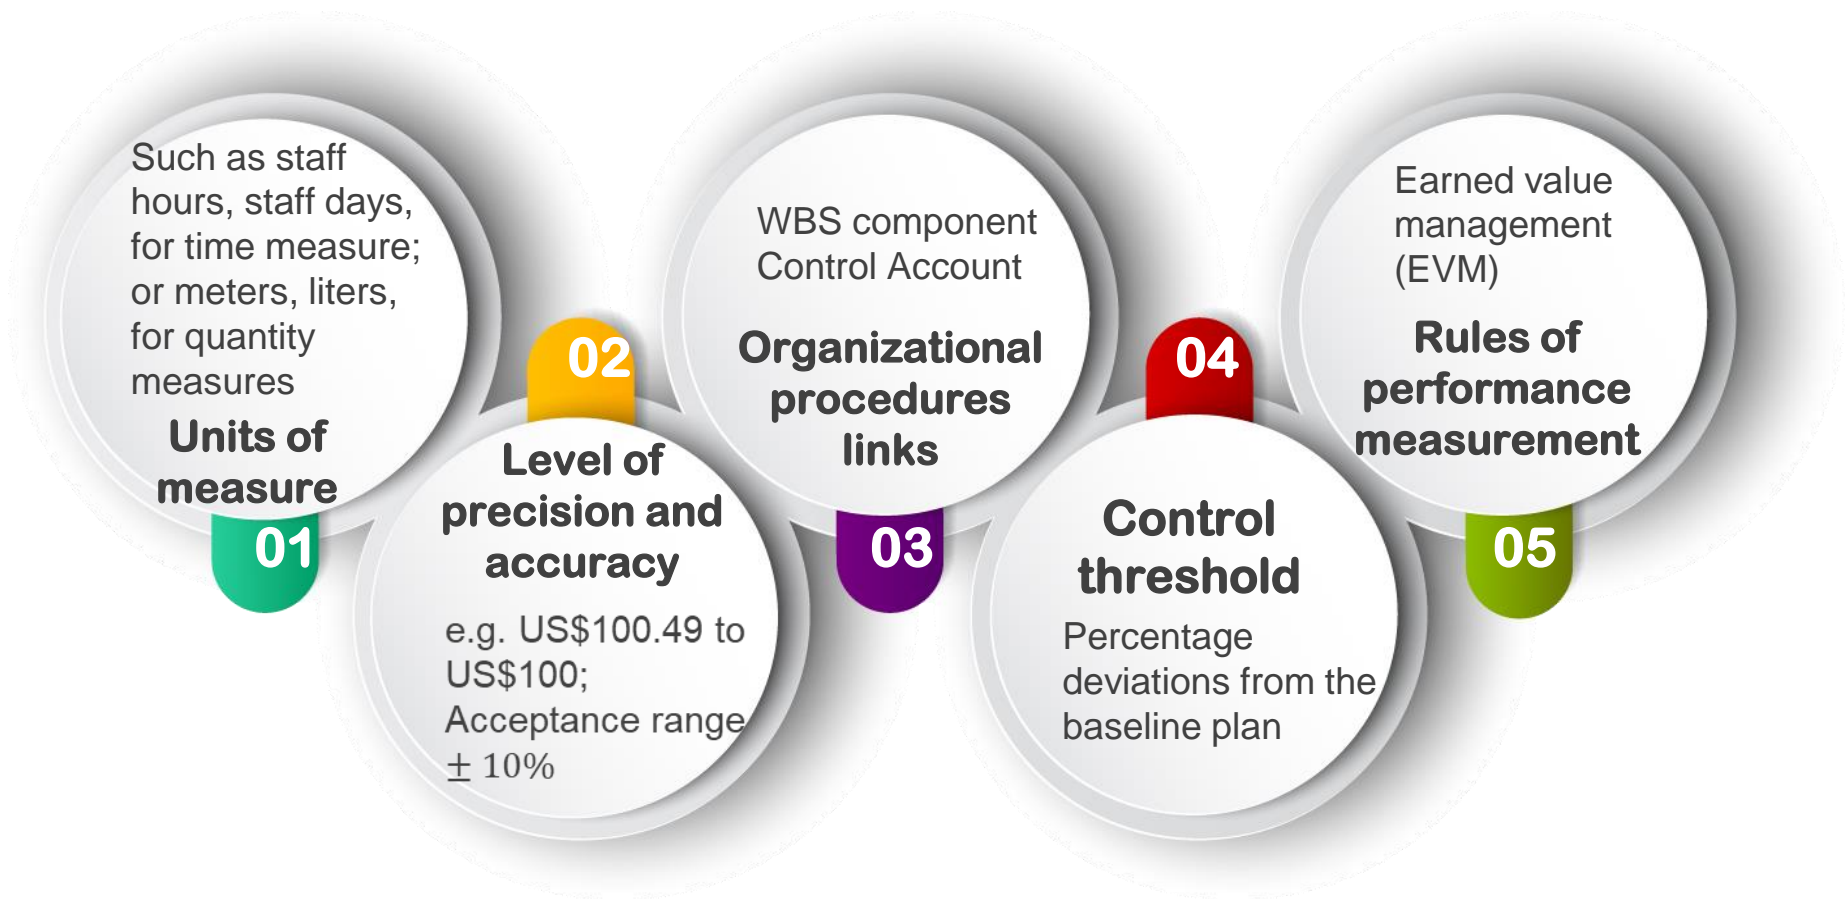 Such as staff
hours, staff days,
for time measure;
or meters, liters,
for quantity
measures
Units of
measure
01
02
Level of
precision and
accuracy
e.g. US$100.49 to
US$100;
Acceptance range
± 10%
WBS component
Control Account
Organizational
procedures
links
03
04
Control
threshold
Percentage
deviations from the
baseline plan
Earned value
management
(EVM)
Rules of
performance
measurement
05